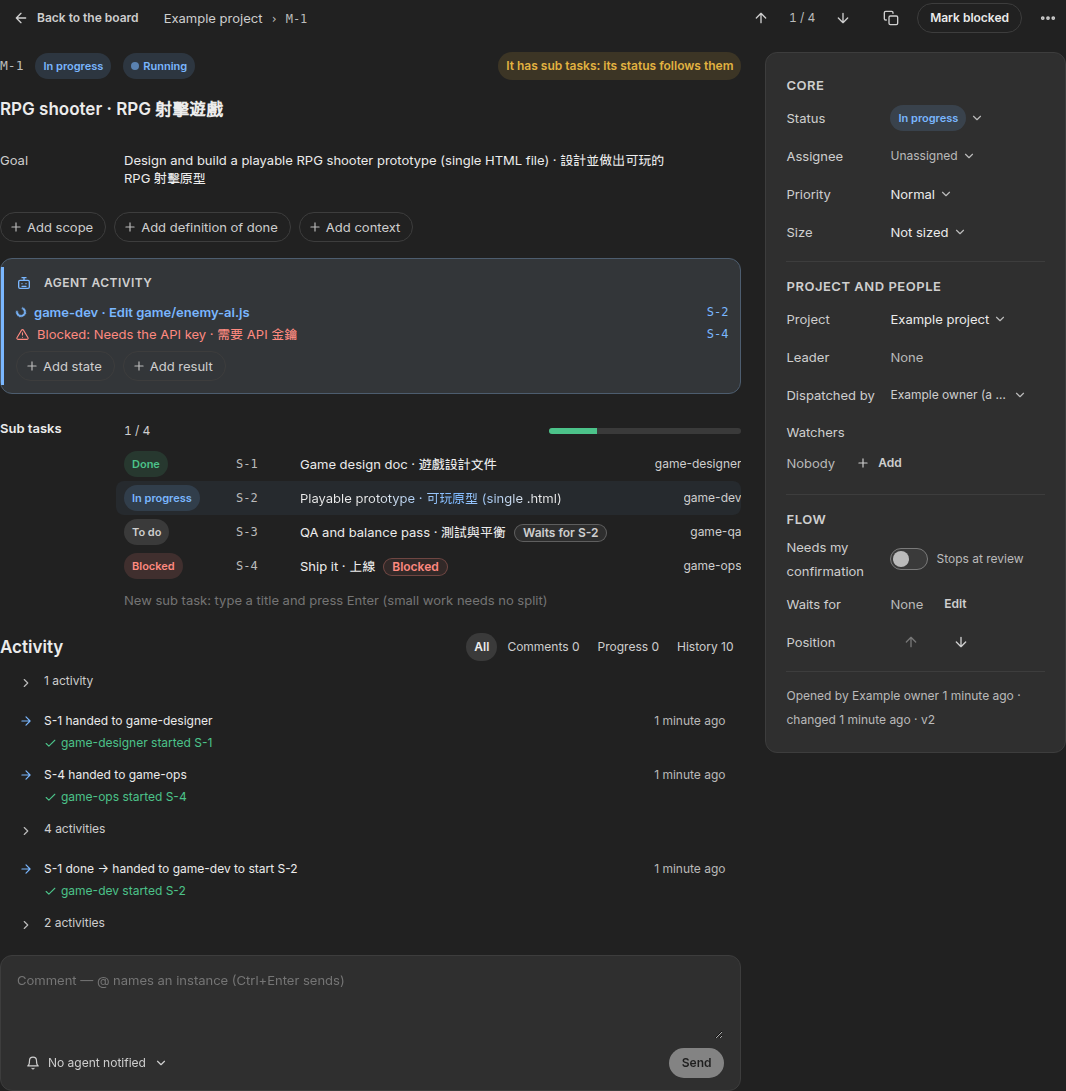 Back to the board
Example project › M-1
1 / 4
Mark blocked
M-1 In progress Running
It has sub tasks: its status follows them
RPG shooter · RPG 射擊遊戲
Goal
Design and build a playable RPG shooter prototype (single HTML file) · 設計並做出可玩的
RPG 射擊原型
Add scope
Add definition of done
Add context
AGENT ACTIVITY
game-dev · Edit game/enemy-ai.js S-2
Blocked: Needs the API key · 需要 API 金鑰 S-4
Add state
Add result
Sub tasks 1 / 4
Done S-1 Game design doc · 遊戲設計文件 game-designer
In progress S-2 Playable prototype · 可玩原型 (single .html) game-dev
To do S-3 QA and balance pass · 測試與平衡 Waits for S-2 game-qa
Blocked S-4 Ship it · 上線 Blocked game-ops
New sub task: type a title and press Enter (small work needs no split)
Activity
All Comments 0 Progress 0 History 10
1 activity
S-1 handed to game-designer 1 minute ago
game-designer started S-1
S-4 handed to game-ops 1 minute ago
game-ops started S-4
4 activities
S-1 done → handed to game-dev to start S-2 1 minute ago
game-dev started S-2
2 activities
Comment — @ names an instance (Ctrl+Enter sends)
No agent notified
Send
CORE
Status In progress
Assignee Unassigned
Priority Normal
Size Not sized
PROJECT AND PEOPLE
Project Example project
Leader None
Dispatched by Example owner (a ...
Watchers
Nobody Add
FLOW
Needs my
confirmation
Stops at review
Waits for None Edit
Position
Opened by Example owner 1 minute ago ·
changed 1 minute ago · v2